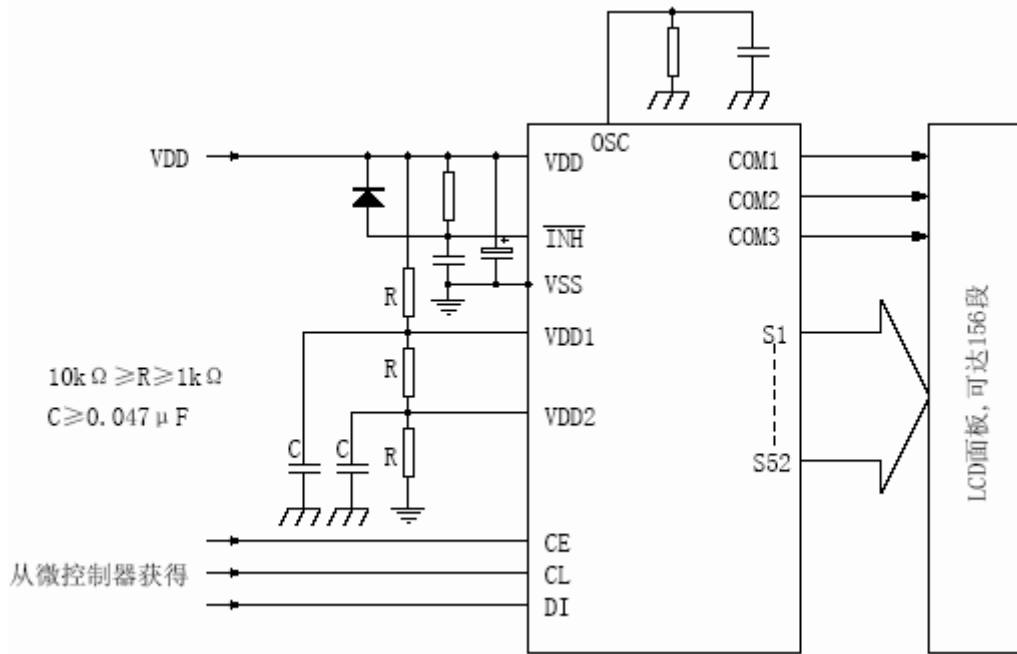 OSC
VDD
VDD
COM1
COM2
INH
COM3
+
VSS
R
VDD1
S1
10kΩ≥R≥1kΩ
R
C≥0.047μF
VDD2
C
C
R
S52
LCD面板,可达156段
CE
从微控制器获得
CL
DI